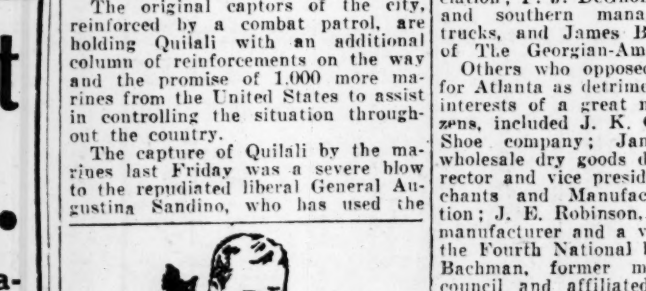 t
.
a-
The original captors of the city,
reinforced by a combat patrol, are
holding Quilali with an additional
column of reinforcements on the way
and the promise of 1.000 more ma-
rines from the United States to assist
in controlling the situation through-
out the country.
The capture of Quilali by the ma-
rines last Friday was a severe blow
to the repudiated liberal General Au-
gustina Sandino, who has used the
and southern mana
trucks, and James B
of The Georgian-Am
Others who opposed
for Atlanta as detrime
interests of a great
zens, included J. K.
Shoe company; Jam
wholesale dry goods d
rector and vice presid
chants and Manufac
tion; J. E. Robinson,
manufacturer and a v
the Fourth National
Bachman, former m
council and affiliated